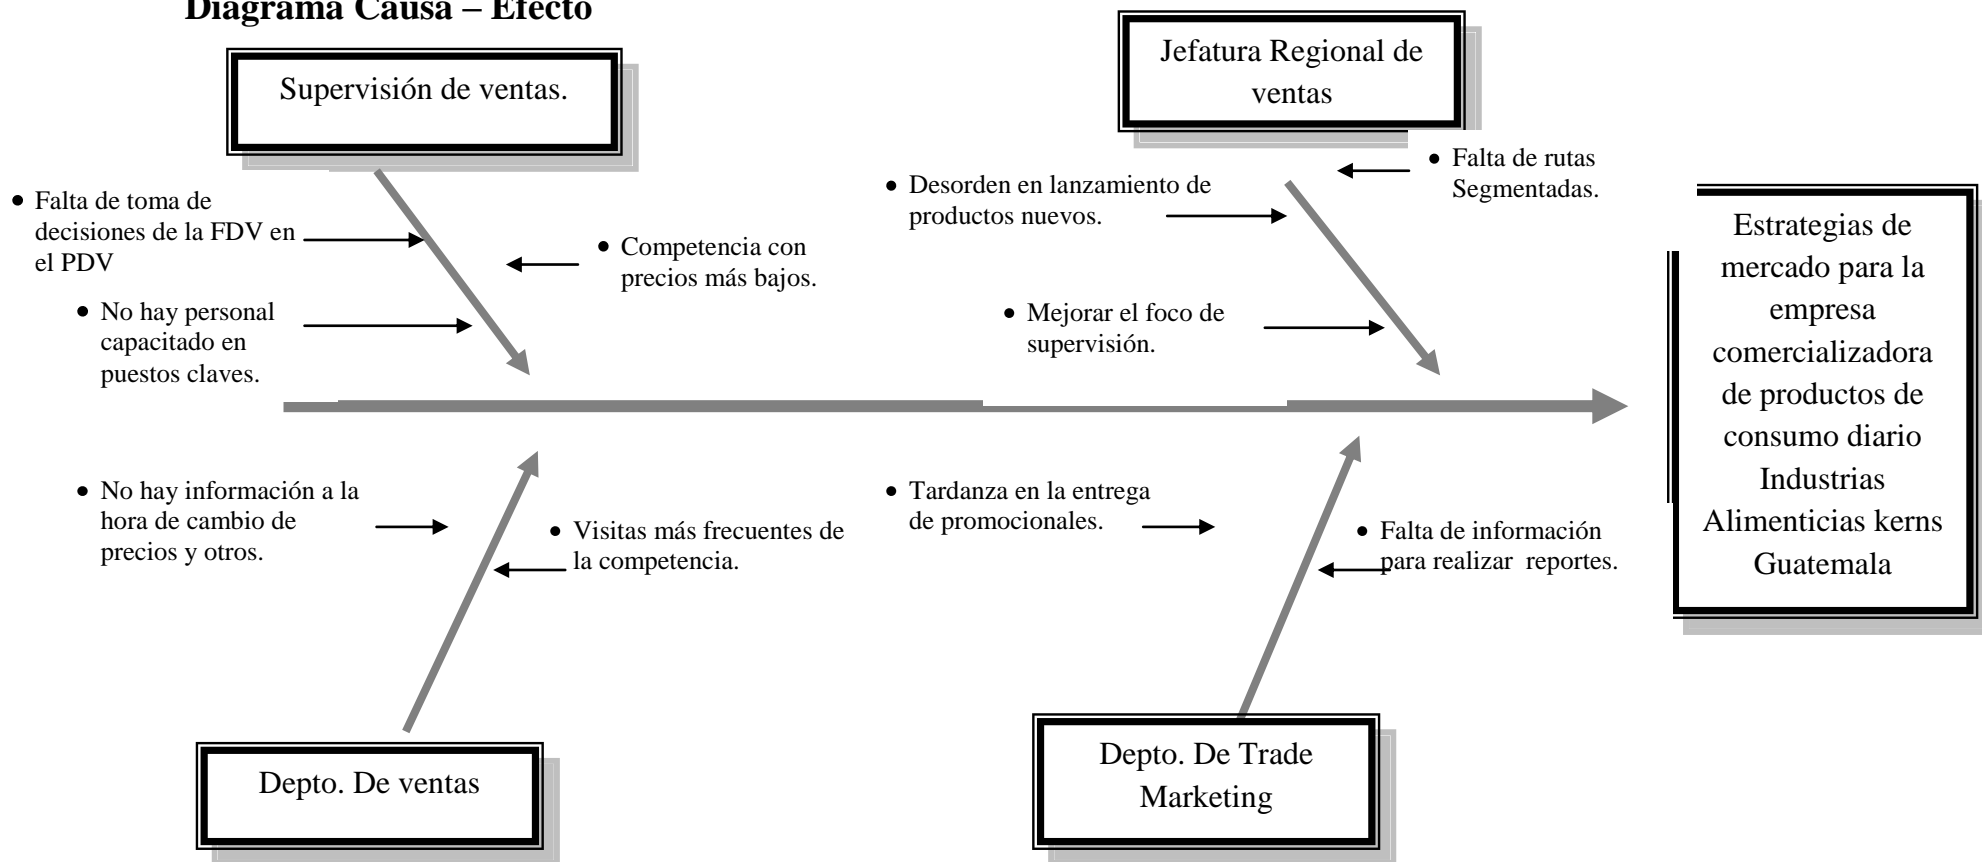 Diagrama Causa – Efecto
Supervisión de ventas.
Jefatura Regional de
ventas
• Falta de toma de
decisiones de la FDV en
el PDV
• Competencia con
precios más bajos.
• No hay personal
capacitado en
puestos claves.
• Desorden en lanzamiento de
productos nuevos.
• Falta de rutas
Segmentadas.
• Mejorar el foco de
supervisión.
Estrategias de
mercado para la
empresa
comercializadora
de productos de
consumo diario
Industrias
Alimenticias kerns
Guatemala
• No hay información a la
hora de cambio de
precios y otros.
• Visitas más frecuentes de
la competencia.
• Tardanza en la entrega
de promocionales.
• Falta de información
para realizar reportes.
Depto. De ventas
Depto. De Trade
Marketing